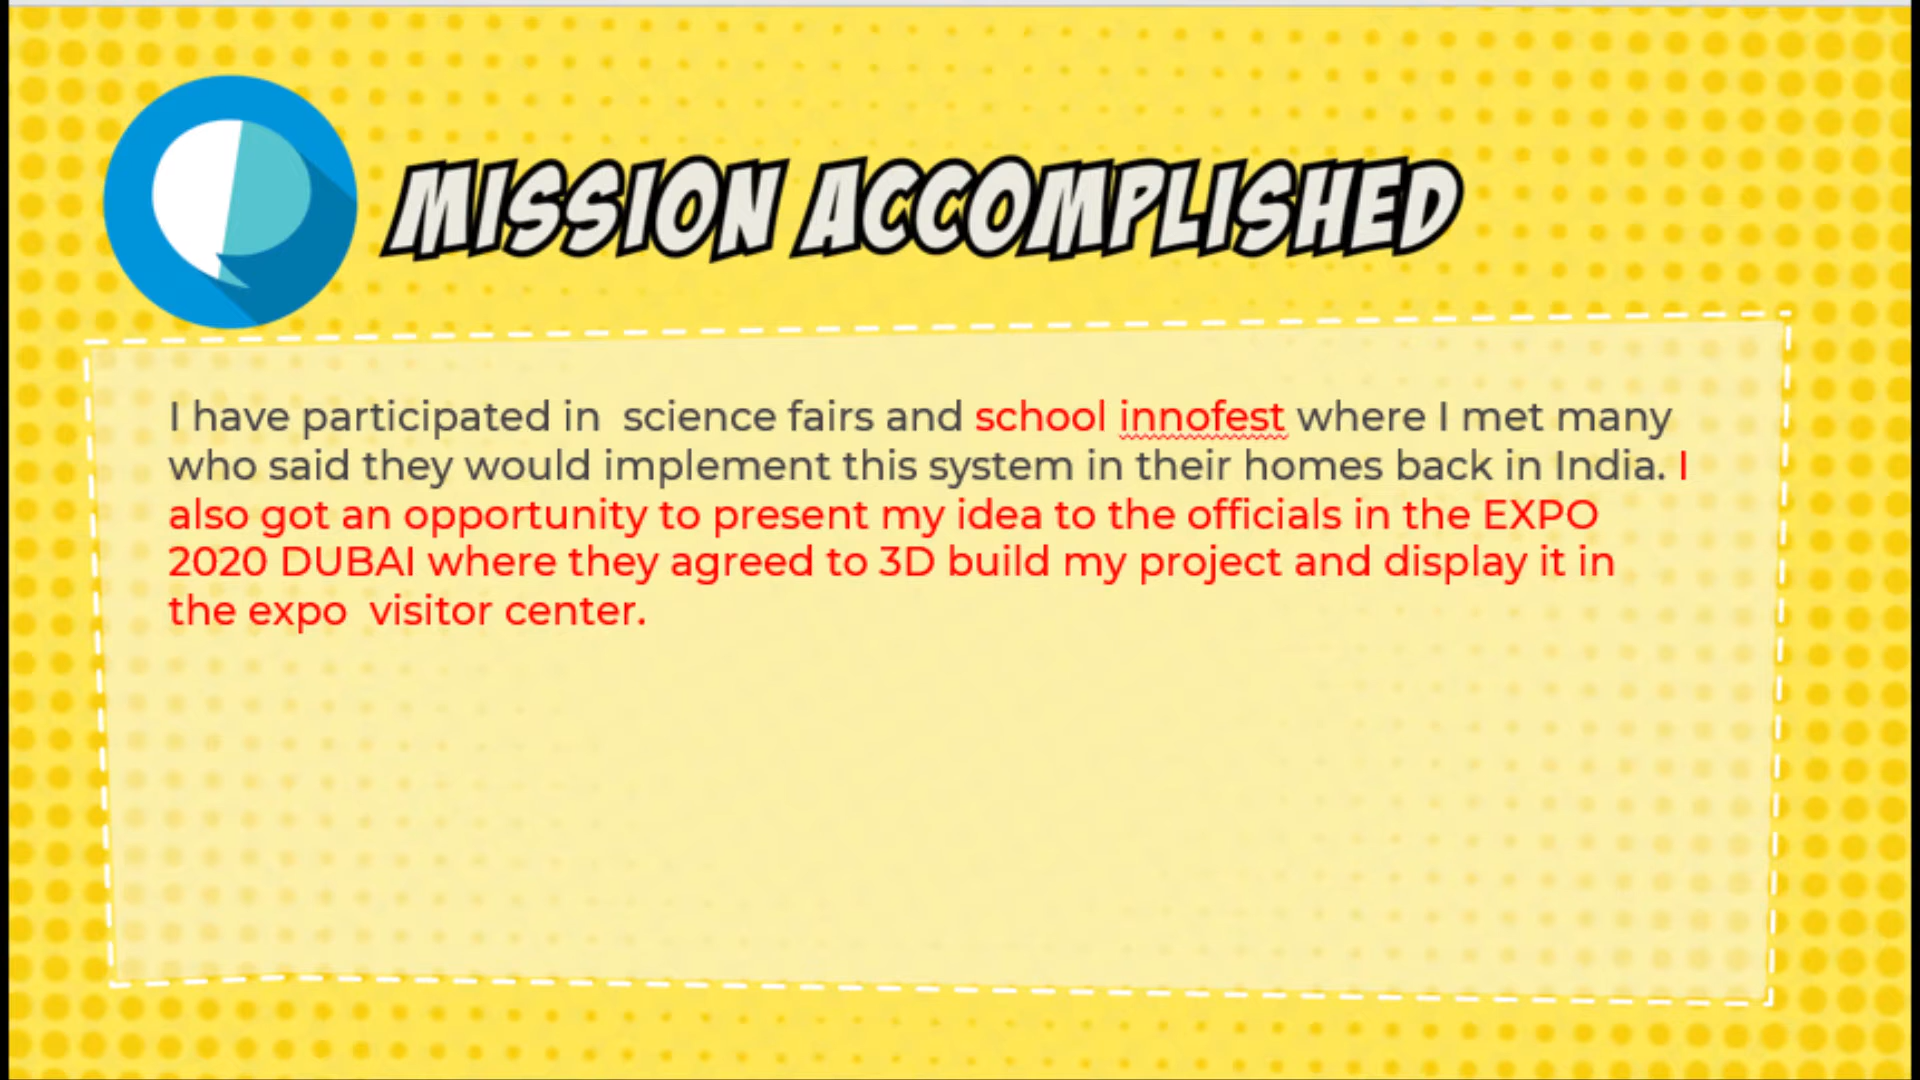 MISSION ACCOMPLISHED
I have participated in  science fairs and school innofest where I met many
who said they would implement this system in their homes back in India. I
also got an opportunity to present my idea to the officials in the EXPO
2020 DUBAI where they agreed to 3D build my project and display it in
the expo  visitor center.